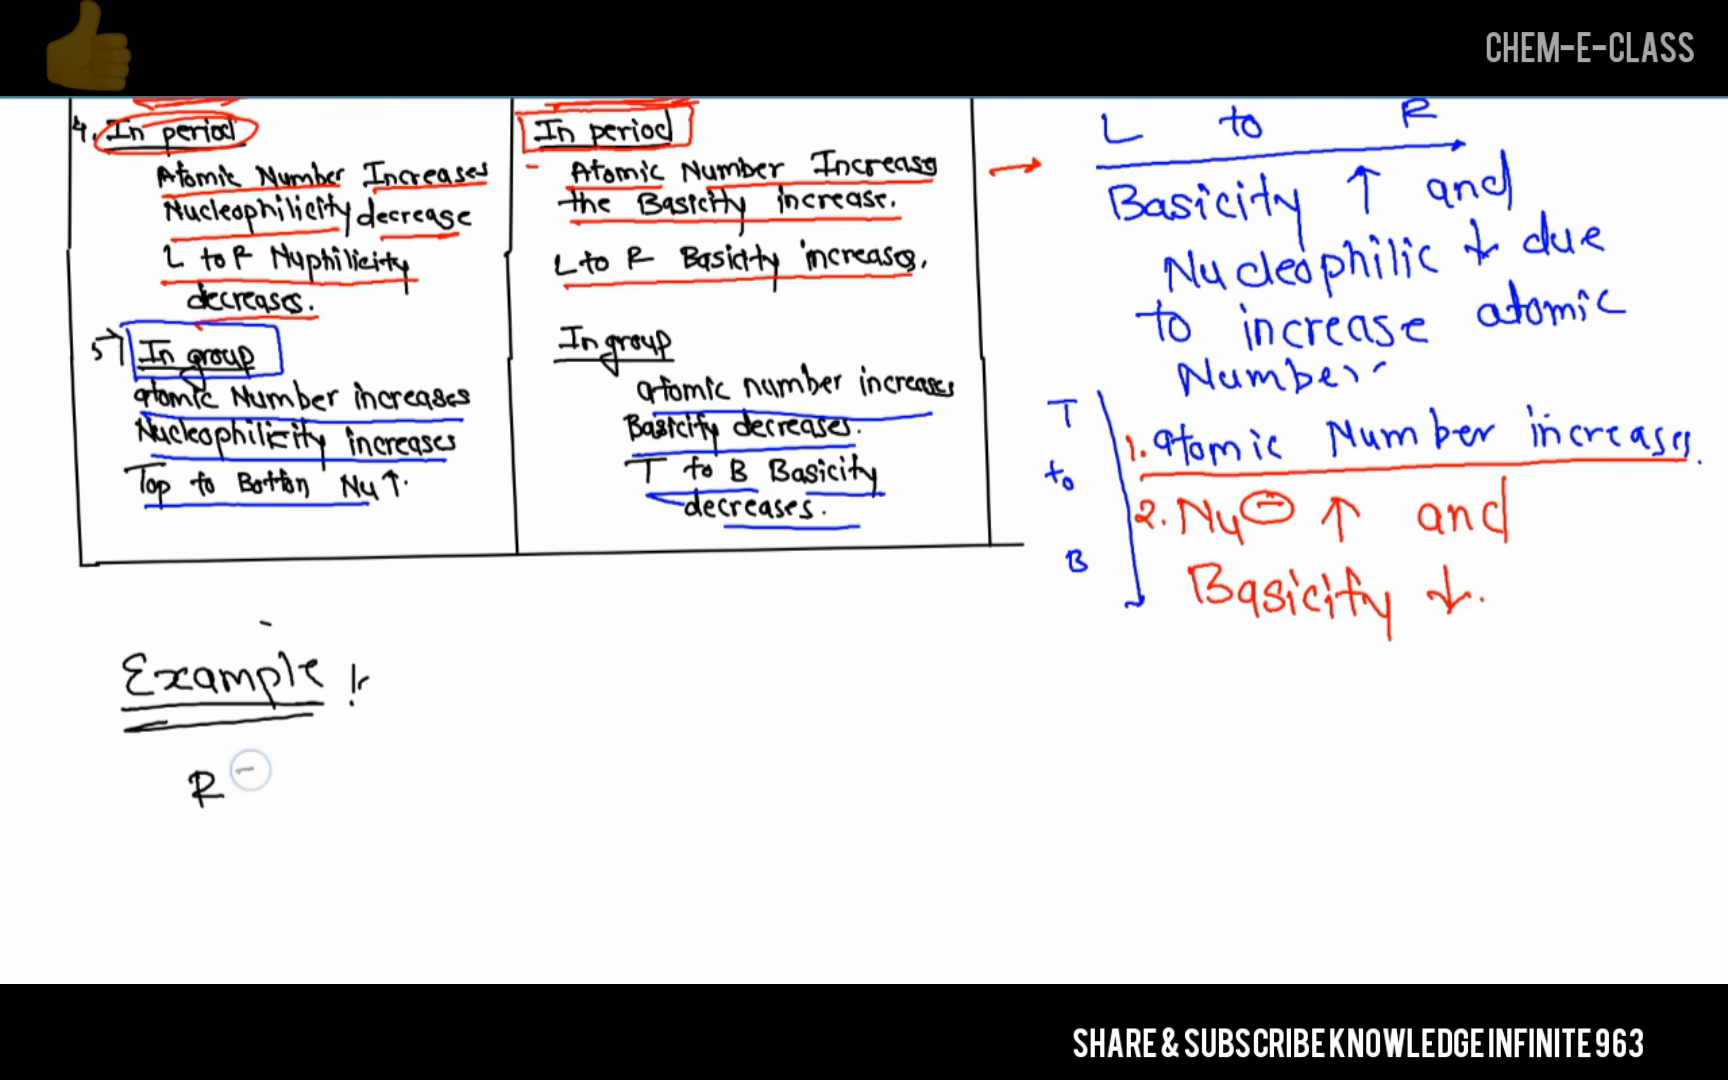 CHEM-E-CLASS
4. In period
Atomic Number Increases
Nucleophilicity decrease
L to R Nuphilicity
decreases.
5 In group
atomic Number increases
Nucleophilicity increases
Top to Botton Nu↑.
In period
- Atomic Number Increase
the Basicity increase.
L to R Basicity increases.
In group
atomic number increases
Basicity decreases.
T to B Basicity
decreases.
→
L to R
Basicity ↑ and
Nucleophilic ↓ due
to increase atomic
Number
T
to
B
1. atomic Number increases.
2. Nu⊖ ↑ and
Basicity ↓.
Example :-
R ⊖
SHARE & SUBSCRIBE KNOWLEDGE INFINITE 963